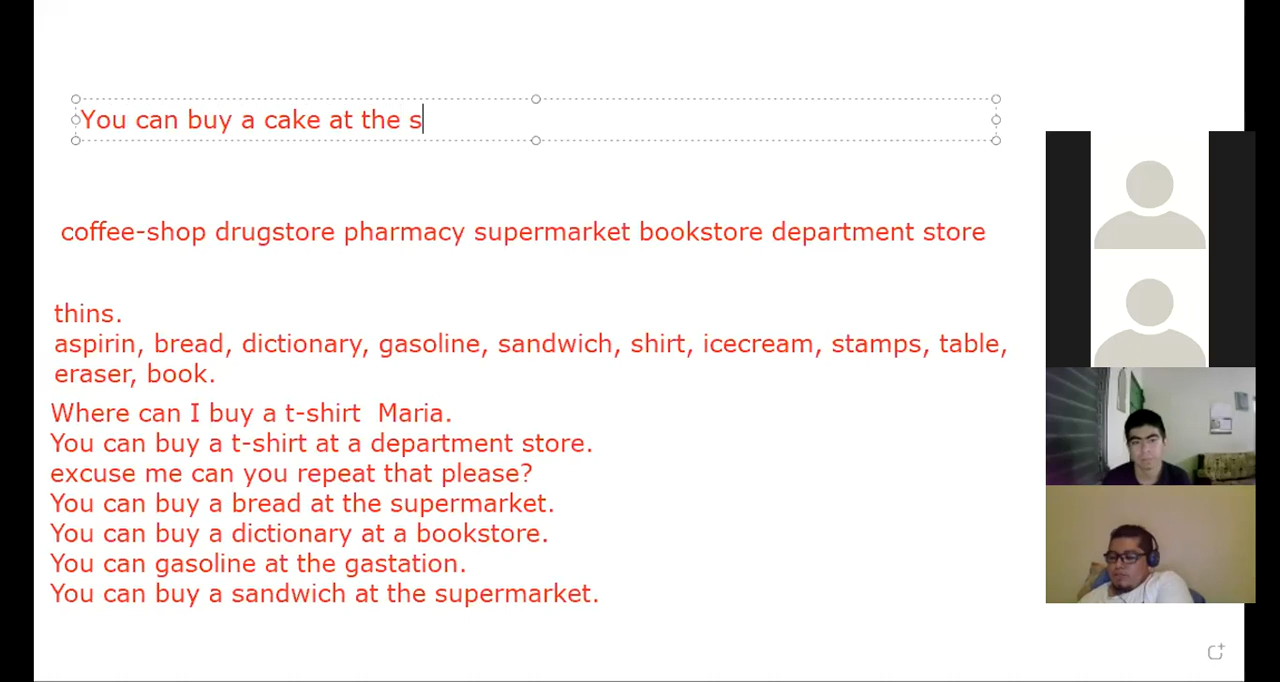 You can buy a cake at the s
coffee-shop drugstore pharmacy supermarket bookstore department store
thins.
aspirin, bread, dictionary, gasoline, sandwich, shirt, icecream, stamps, table,
eraser, book.
Where can I buy a t-shirt  Maria.
You can buy a t-shirt at a department store.
excuse me can you repeat that please?
You can buy a bread at the supermarket.
You can buy a dictionary at a bookstore.
You can gasoline at the gastation.
You can buy a sandwich at the supermarket.